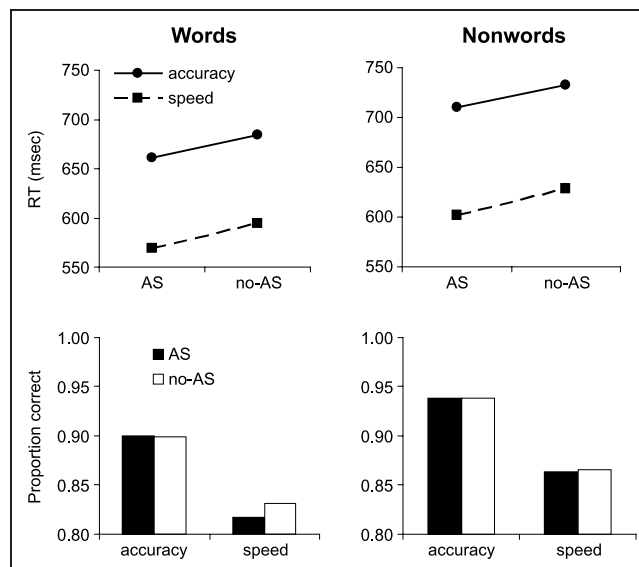 Words
750
700
650
600
550
RT (msec)
accuracy
speed
AS no-AS
Nonwords
750
700
650
600
550
AS no-AS
1.00
0.95
0.90
0.85
0.80
Proportion correct
AS
no-AS
accuracy speed
1.00
0.95
0.90
0.85
0.80
accuracy speed